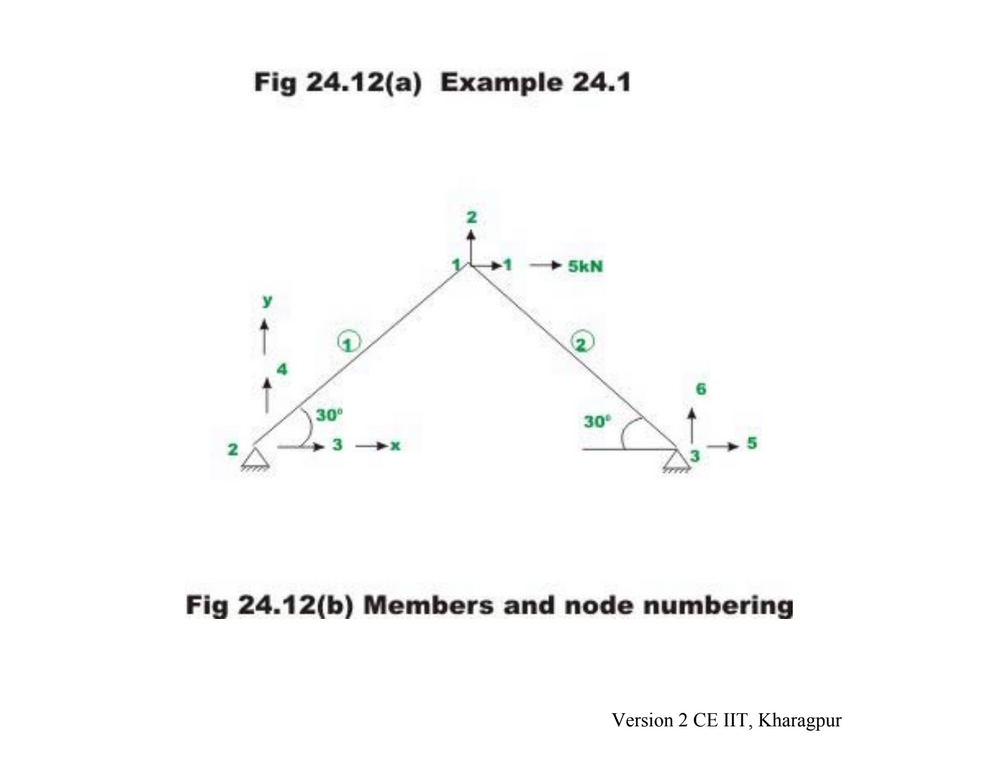 Fig 24.12(a) Example 24.1
2
1 1 5kN
y
1 2
4
6
30°
30°
2 3 x
3 5
Fig 24.12(b) Members and node numbering
Version 2 CE IIT, Kharagpur